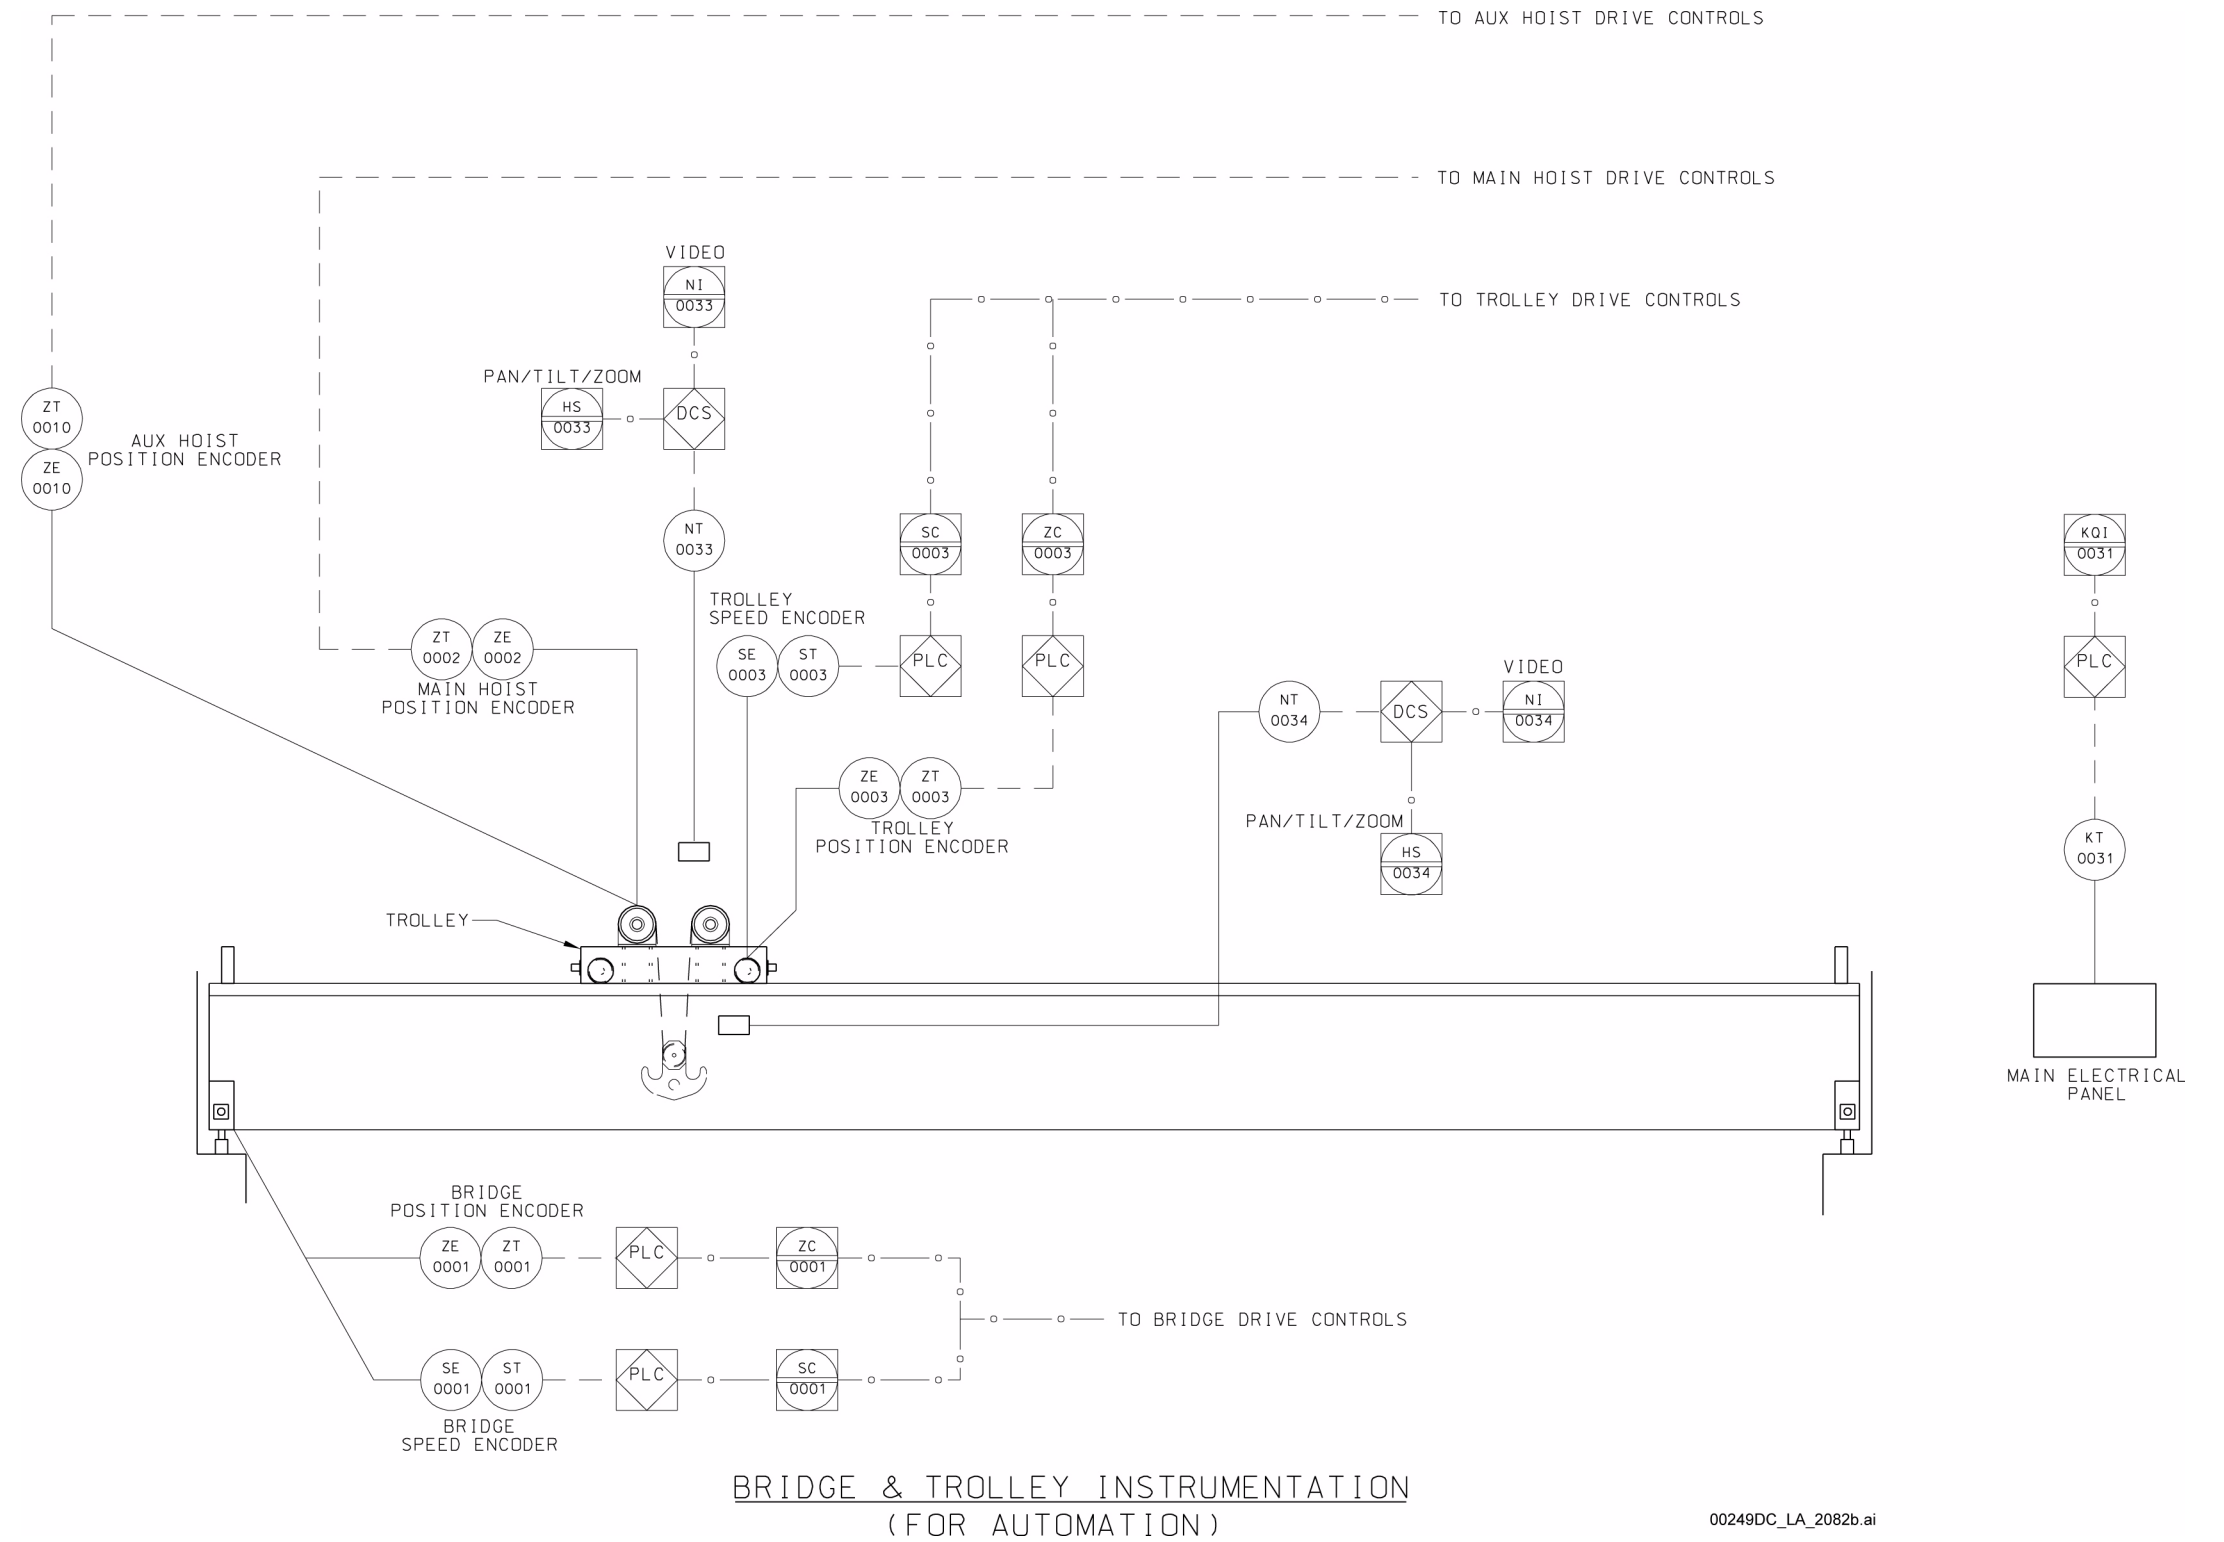 TO AUX HOIST DRIVE CONTROLS
TO MAIN HOIST DRIVE CONTROLS
VIDEO
NI
0033
TO TROLLEY DRIVE CONTROLS
PAN/TILT/ZOOM
HS
0033
DCS
ZT
0010
AUX HOIST
POSITION ENCODER
ZE
0010
NT
0033
SC
0003
ZC
0003
KQI
0031
TROLLEY
SPEED ENCODER
ZT
0002
ZE
0002
MAIN HOIST
POSITION ENCODER
SE
0003
ST
0003
PLC
PLC
PLC
VIDEO
NT
0034
DCS
NI
0034
ZE
0003
ZT
0003
TROLLEY
POSITION ENCODER
PAN/TILT/ZOOM
HS
0034
KT
0031
TROLLEY
MAIN ELECTRICAL
PANEL
BRIDGE
POSITION ENCODER
ZE
0001
ZT
0001
PLC
ZC
0001
TO BRIDGE DRIVE CONTROLS
SE
0001
ST
0001
PLC
SC
0001
BRIDGE
SPEED ENCODER
BRIDGE & TROLLEY INSTRUMENTATION
(FOR AUTOMATION)
00249DC_LA_2082b.ai